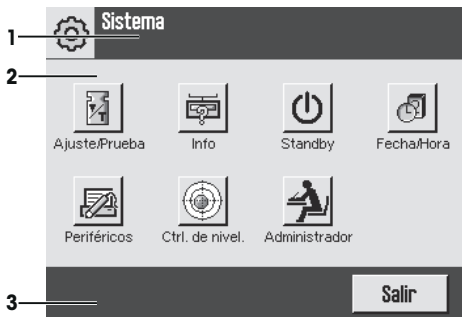 Sistema
1
2
Ajuste/Prueba
Info
Standby
Fecha/Hora
Periféricos
Ctrl. de nivel.
Administrador
3
Salir